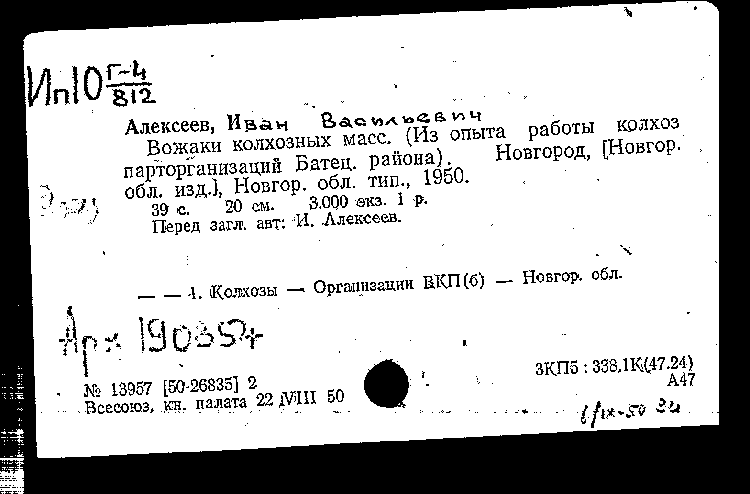 Ип10 Г-4/812
Алексеев, Иван Васильевич
Вожаки колхозных масс. (Из опыта работы колхоз
парторганизаций Батец. района). Новгород, [Новгор.
обл. изд.], Новгор. обл. тип., 1950.
39 с. 20 см. 3.000 экз. 1 р.
Перед загл. авт: И. Алексеев.
— — 1. Колхозы — Организации ВКП(б) — Новгор. обл.
Арх 190357
№ 13957 [50-26835] 2
Всесоюз. кн. палата 22 VIII 50
3КП5 : 338.1К(47.24)
А47